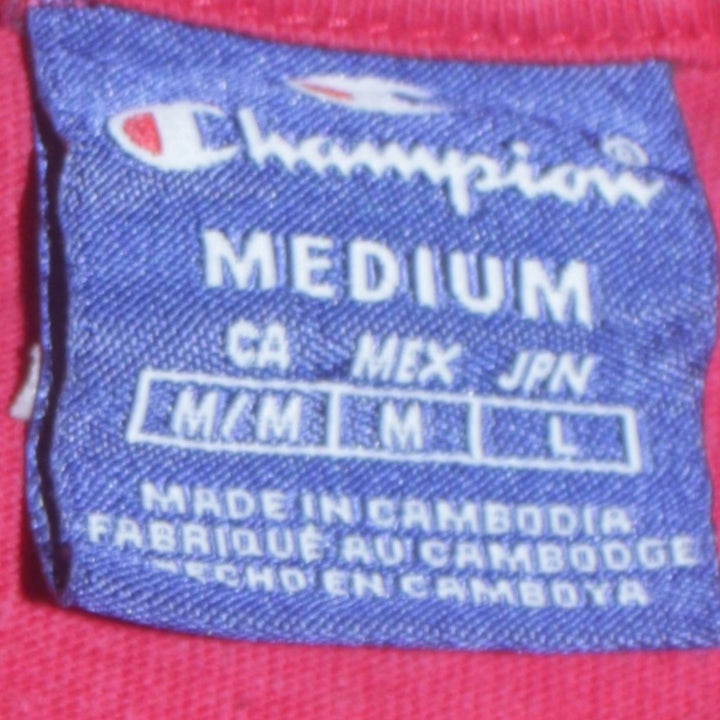 Champion®
MEDIUM
CA MEX JPN
M/M M L
MADE IN CAMBODIA
FABRIQUÉ AU CAMBODGE
HECHO EN CAMBOYA